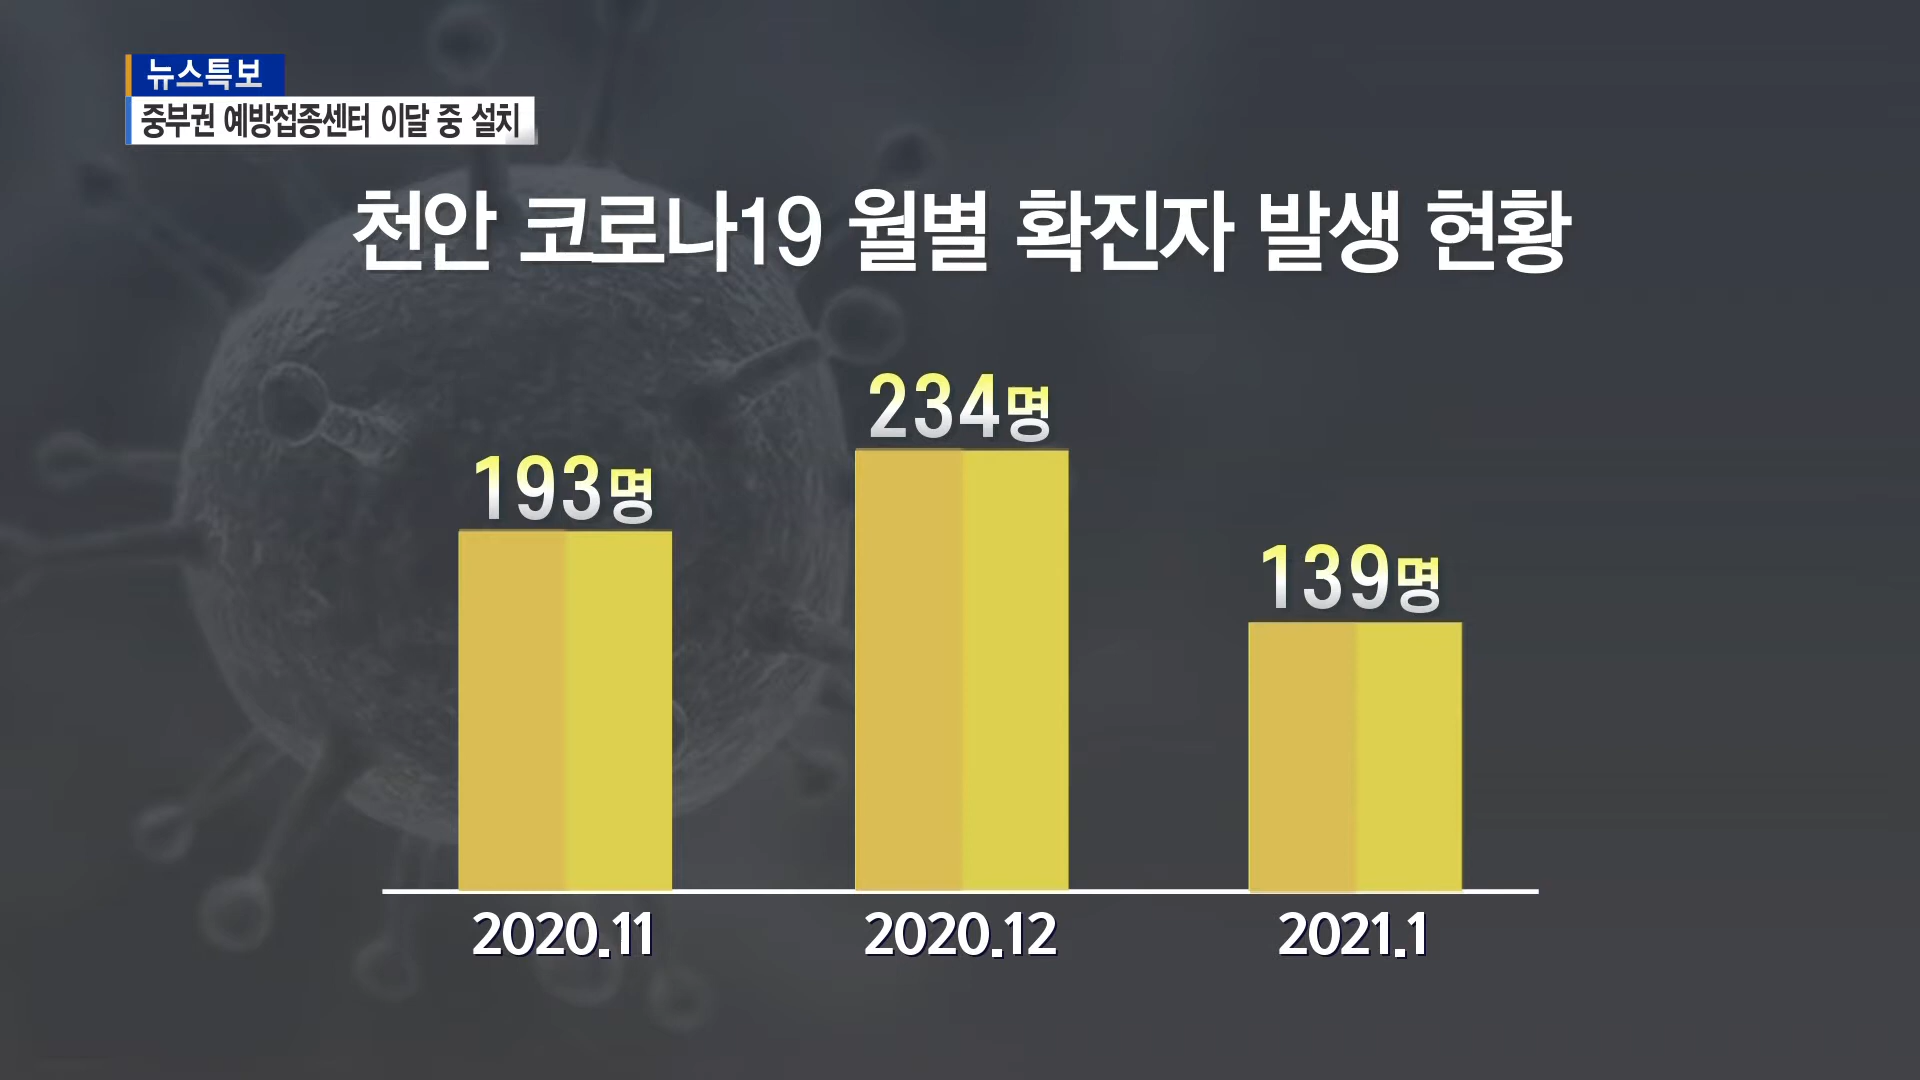 뉴스특보
중부권 예방접종센터 이달 중 설치
천안 코로나19 월별 확진자 발생 현황
193명
234명
139명
2020.11
2020.12
2021.1